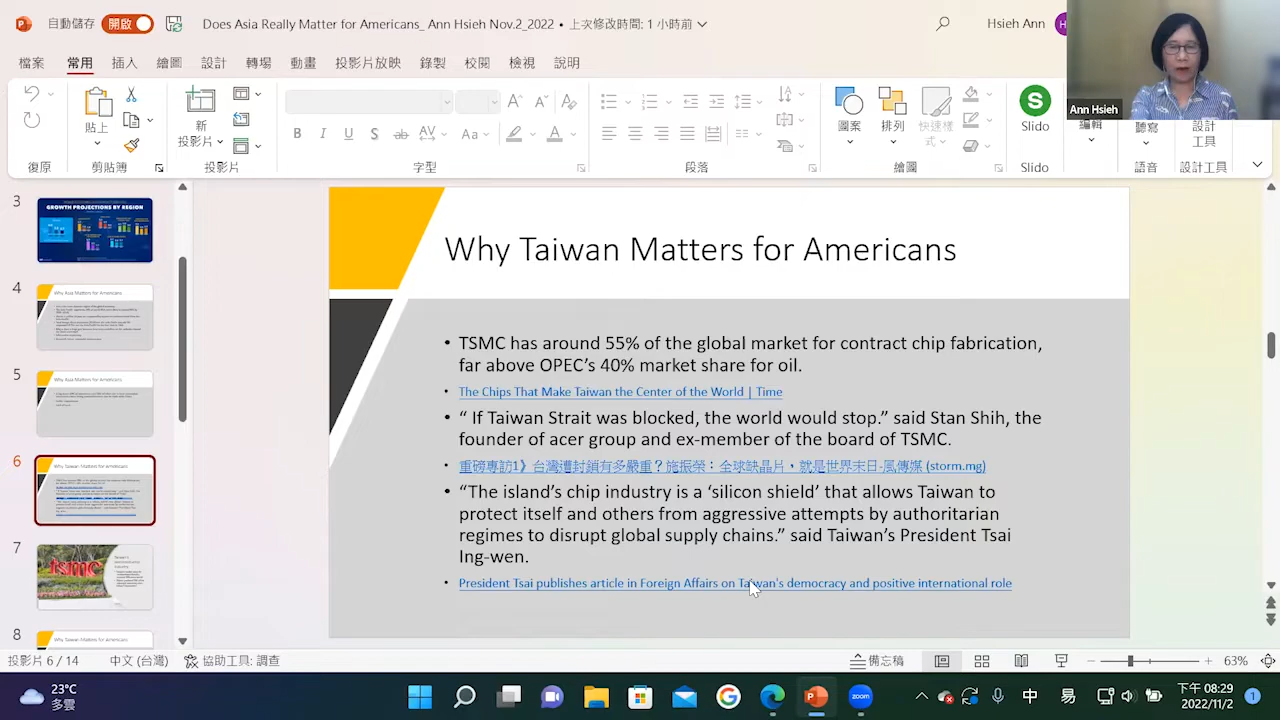 自動儲存
開啟
Does Asia Really Matter for Americans_ Ann Hsieh Nov.2_2022 • 上次修改時間: 1 小時前
Hsieh Ann
檔案 常用 插入 繪圖 設計 轉場 動畫 投影片放映 錄製 校閱 檢視 說明
Ann Hsieh
貼上
新
投影片
B I U S ab AV Aa
A
圖案
排列
快速樣
式
Slido
編輯
聽寫
設計
工具
復原 剪貼簿 投影片 字型 段落 繪圖 Slido 語音 設計工具
3
GROWTH PROJECTIONS BY REGION
4
Why Asia Matters for Americans
5
Why Asia Matters for Americans
6
Why Taiwan Matters for Americans
7
tsmc
8
Why Taiwan Matters for Americans
Why Taiwan Matters for Americans
• TSMC has around 55% of the global market for contract chip fabrication,
far above OPEC’s 40% market share for oil.
• The Chips That Make Taiwan the Center of the World | Time
• “ If Taiwan Strait was blocked, the world would stop.” said Stan Shih, the
founder of acer group and ex-member of the board of TSMC.
• 重磅專訪1》台海遭封鎖有多嚴重？施振榮：全球缺晶片，就是世界末日-風傳媒 (storm.mg)
• “The island’s chip industry is a ‘silicon shield’ that allows Taiwan to
protect itself and others from aggressive attempts by authoritarian
regimes to disrupt global supply chains.” said Taiwan’s President Tsai
Ing-wen.
• President Tsai publishes article in Foreign Affairs on Taiwan's democracy and positive international role
投影片 6 / 14 中文 (台灣) 協助工具: 調查
備忘稿
63%
23°C
多雲
zoom
中
易
下午 08:29
2022/11/2
1